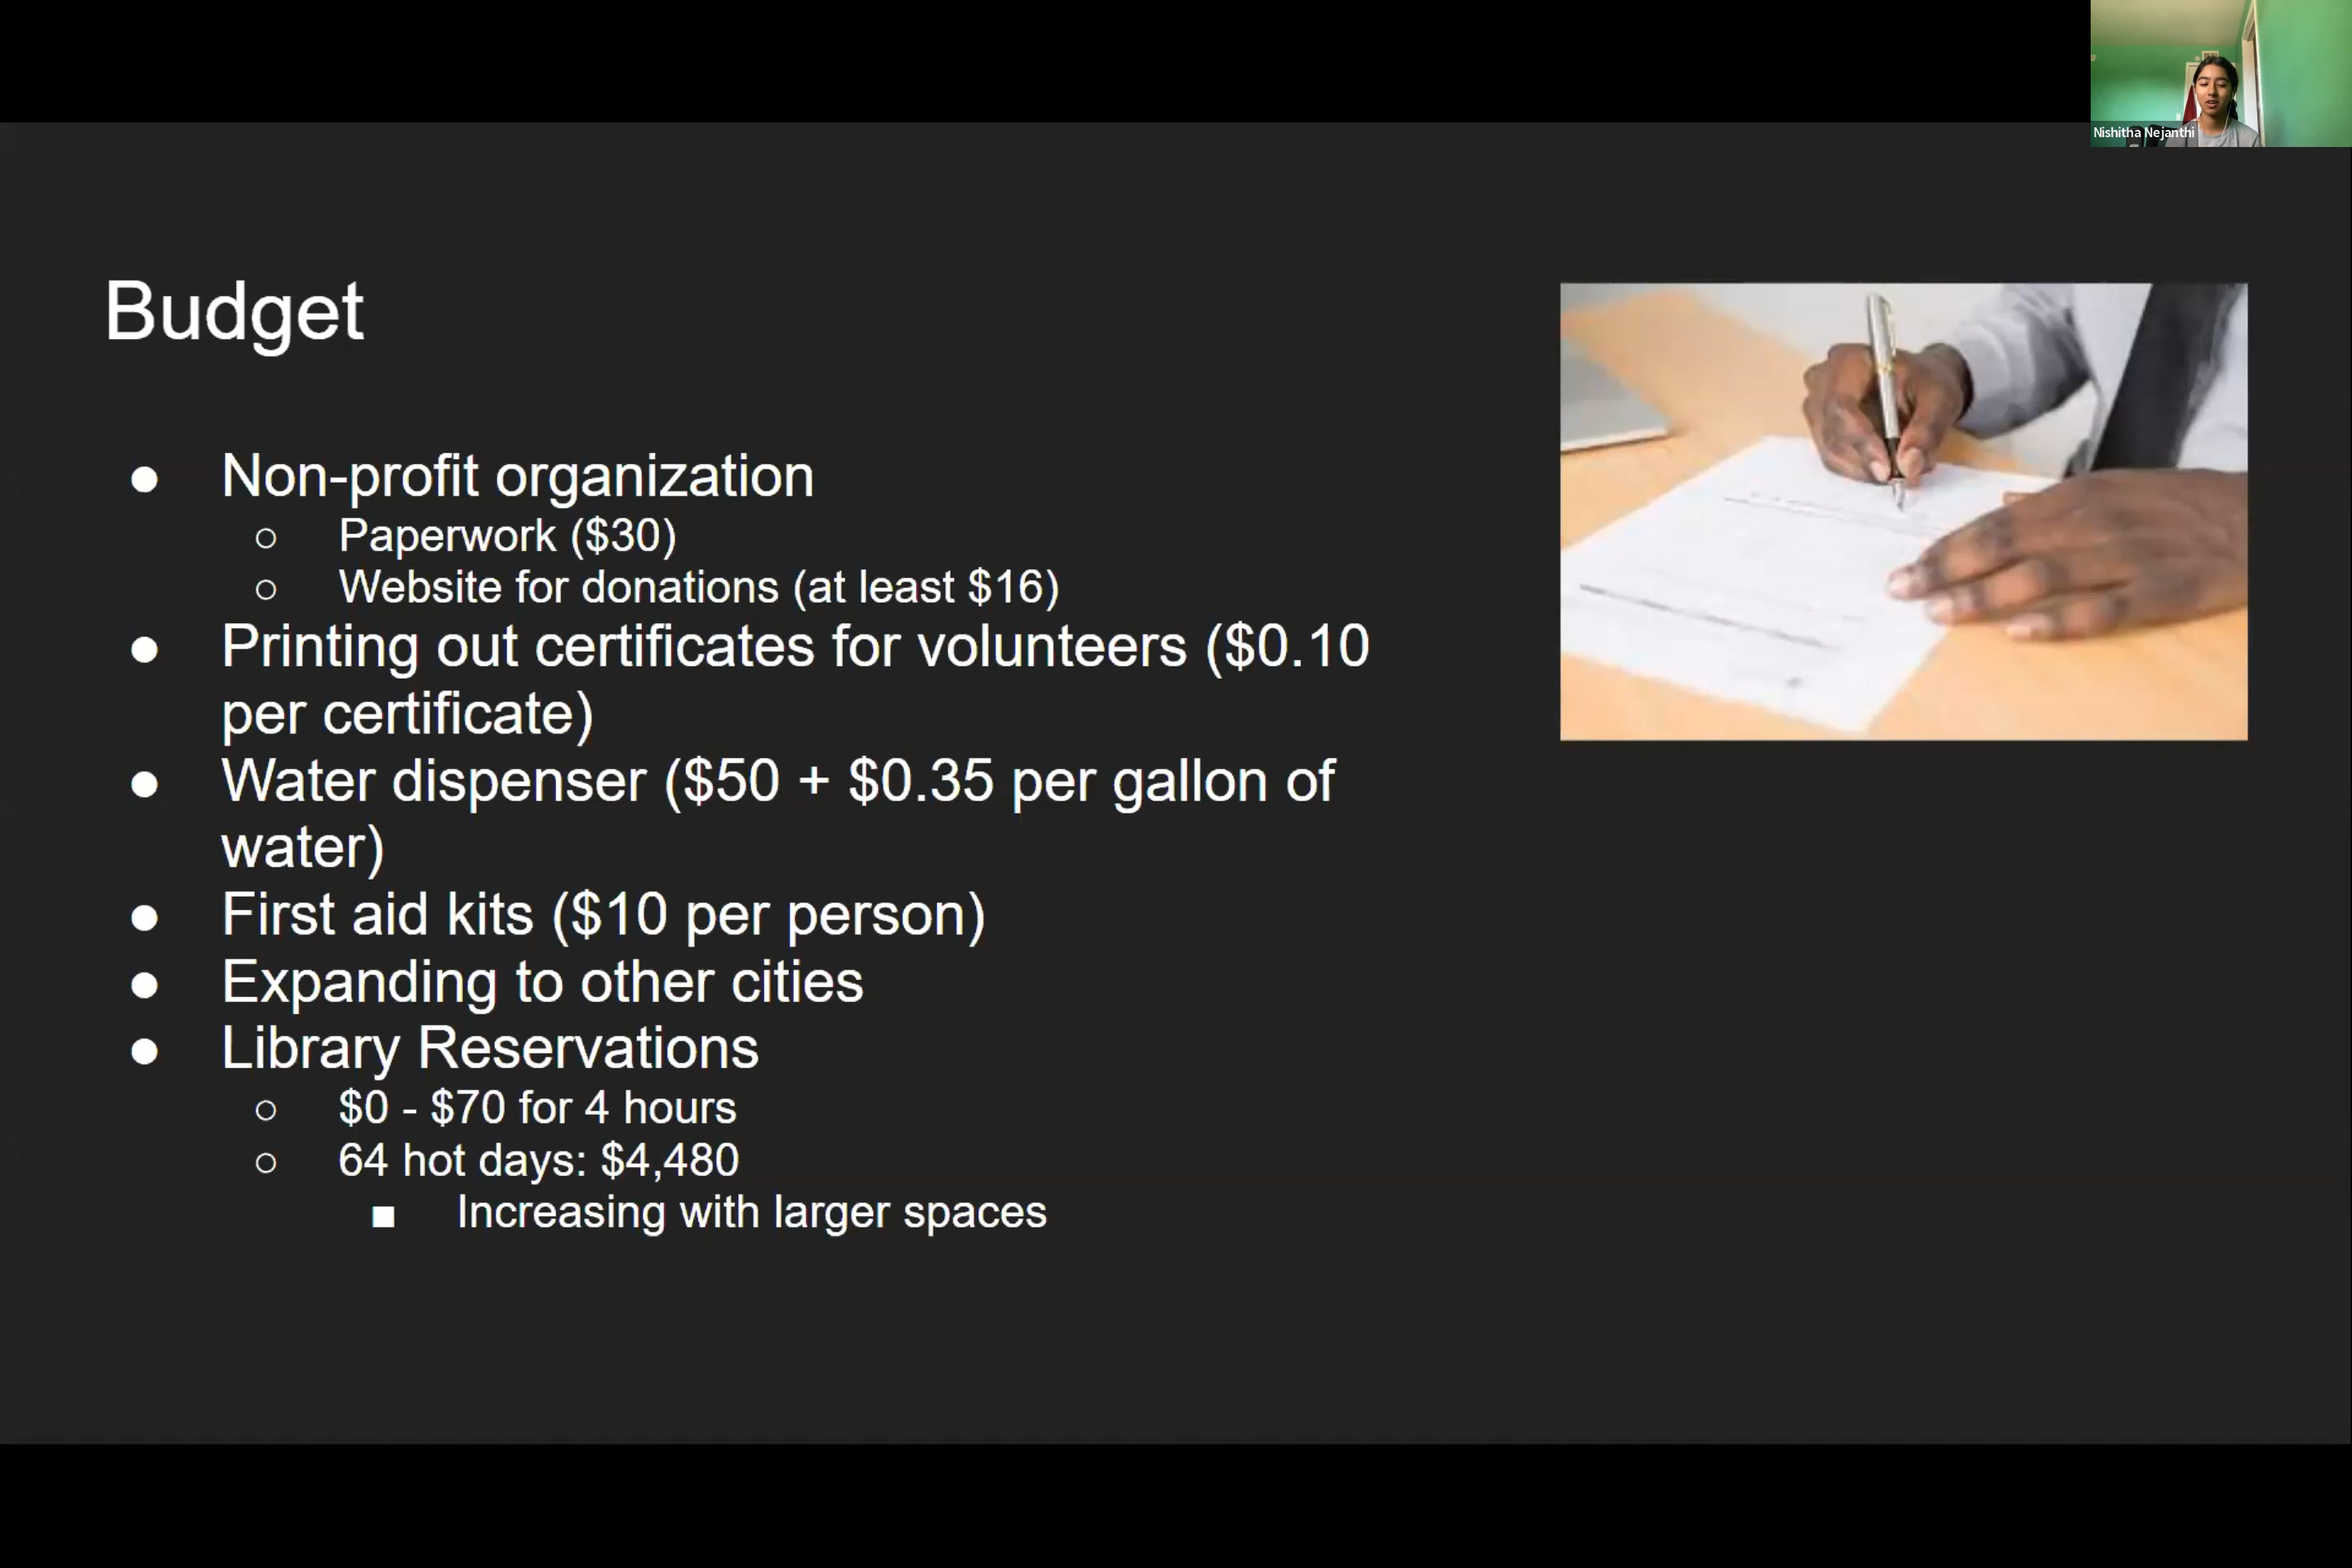 Nishitha Nejanthi
Budget
● Non-profit organization
○ Paperwork ($30)
○ Website for donations (at least $16)
● Printing out certificates for volunteers ($0.10
per certificate)
● Water dispenser ($50 + $0.35 per gallon of
water)
● First aid kits ($10 per person)
● Expanding to other cities
● Library Reservations
○ $0 - $70 for 4 hours
○ 64 hot days: $4,480
■ Increasing with larger spaces